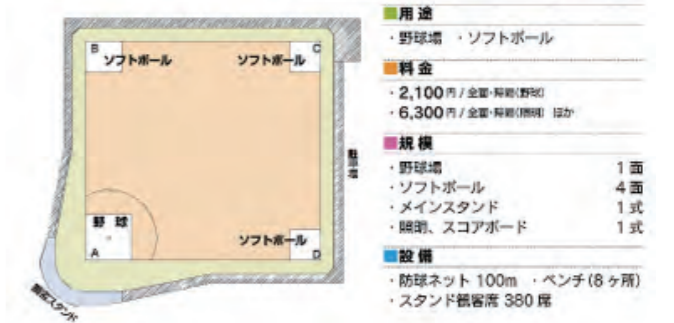 B
ソフトボール
ソフトボール
C
野 球
A
ソフトボール
D
駐車場
観客スタンド
■用途
・野球場 ・ソフトボール
■料金
・2,100円/全面・時間(野球)
・6,300円/全面・時間(照明) ほか
■規模
・野球場 1面
・ソフトボール 4面
・メインスタンド 1式
・照明、スコアボード 1式
■設備
・防球ネット 100m ・ベンチ(8ヶ所)
・スタンド観客席 380席